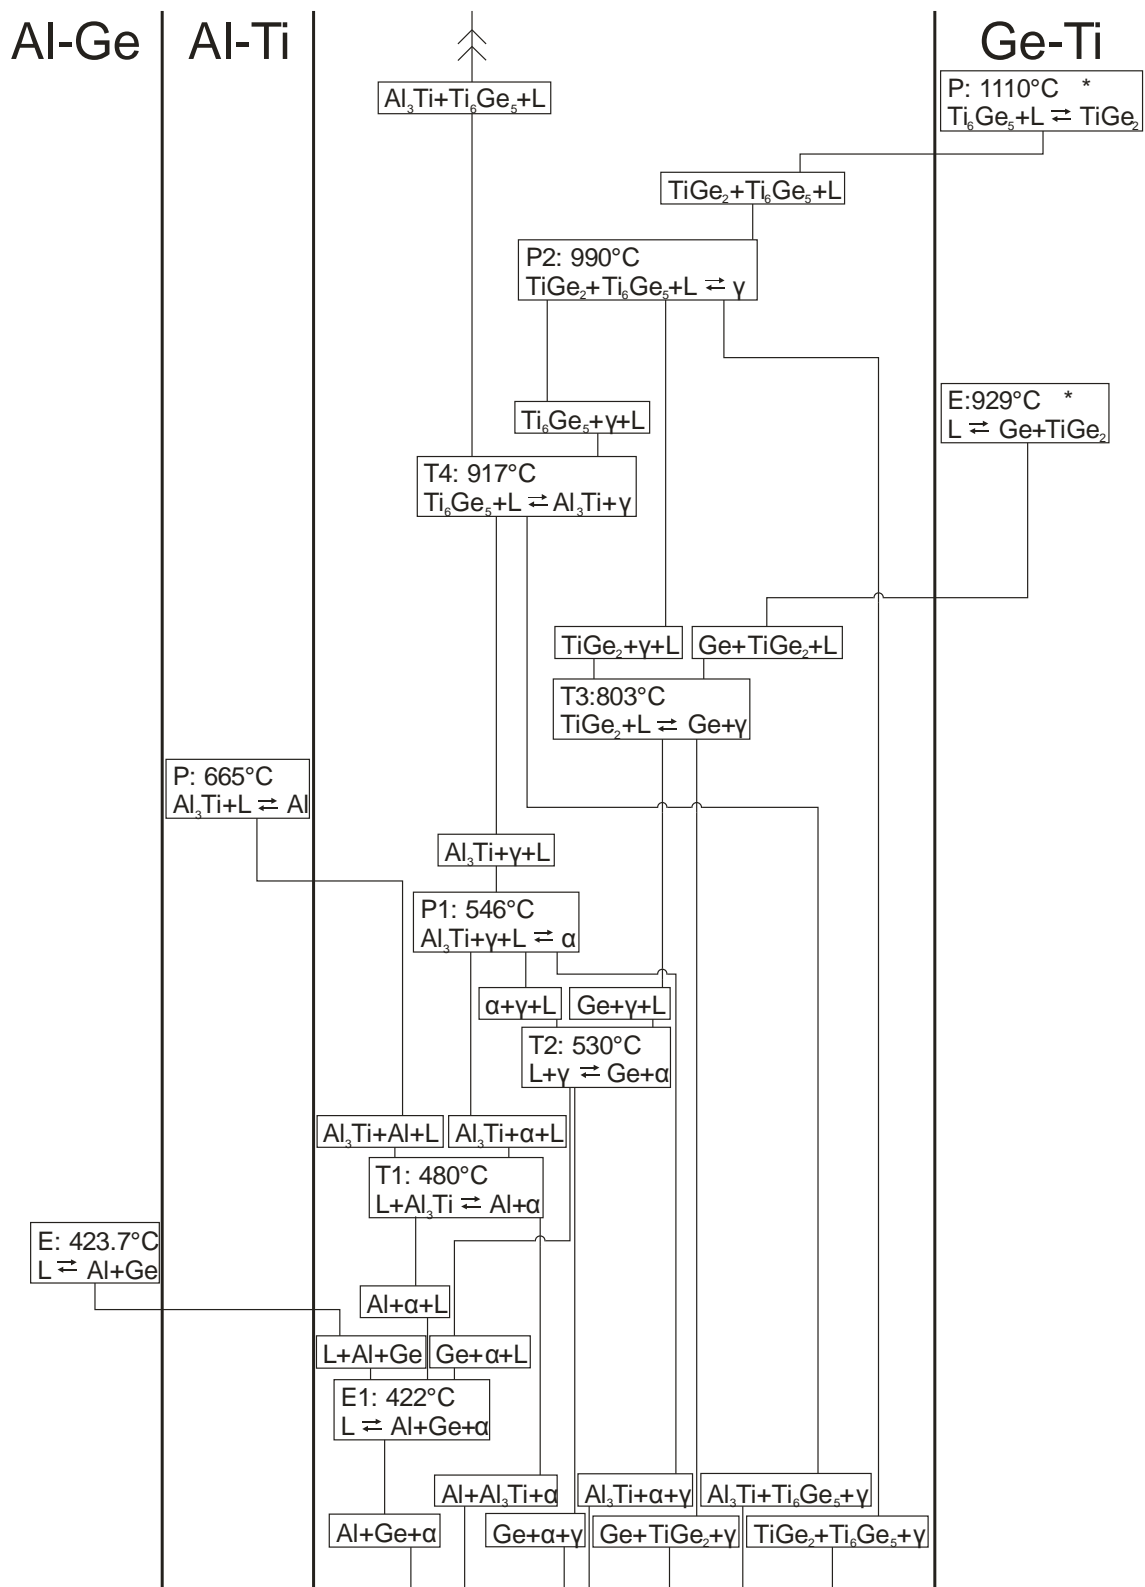 Al-Ge
Al-Ti
Ge-Ti
Al₃Ti+Ti₆Ge₅+L
P: 1110°C *
Ti₆Ge₅+L ⇄ TiGe₂
TiGe₂+Ti₆Ge₅+L
P2: 990°C
TiGe₂+Ti₆Ge₅+L ⇄ γ
E:929°C *
L ⇄ Ge+TiGe₂
Ti₆Ge₅+γ+L
T4: 917°C
Ti₆Ge₅+L ⇄ Al₃Ti+γ
TiGe₂+γ+L
Ge+TiGe₂+L
T3:803°C
TiGe₂+L ⇄ Ge+γ
P: 665°C
Al₃Ti+L ⇄ Al
Al₃Ti+γ+L
P1: 546°C
Al₃Ti+γ+L ⇄ α
α+γ+L
Ge+γ+L
T2: 530°C
L+γ ⇄ Ge+α
Al₃Ti+Al+L
Al₃Ti+α+L
T1: 480°C
L+Al₃Ti ⇄ Al+α
E: 423.7°C
L ⇄ Al+Ge
Al+α+L
L+Al+Ge
Ge+α+L
E1: 422°C
L ⇄ Al+Ge+α
Al+Al₃Ti+α
Al₃Ti+α+γ
Al₃Ti+Ti₆Ge₅+γ
Al+Ge+α
Ge+α+γ
Ge+TiGe₂+γ
TiGe₂+Ti₆Ge₅+γ